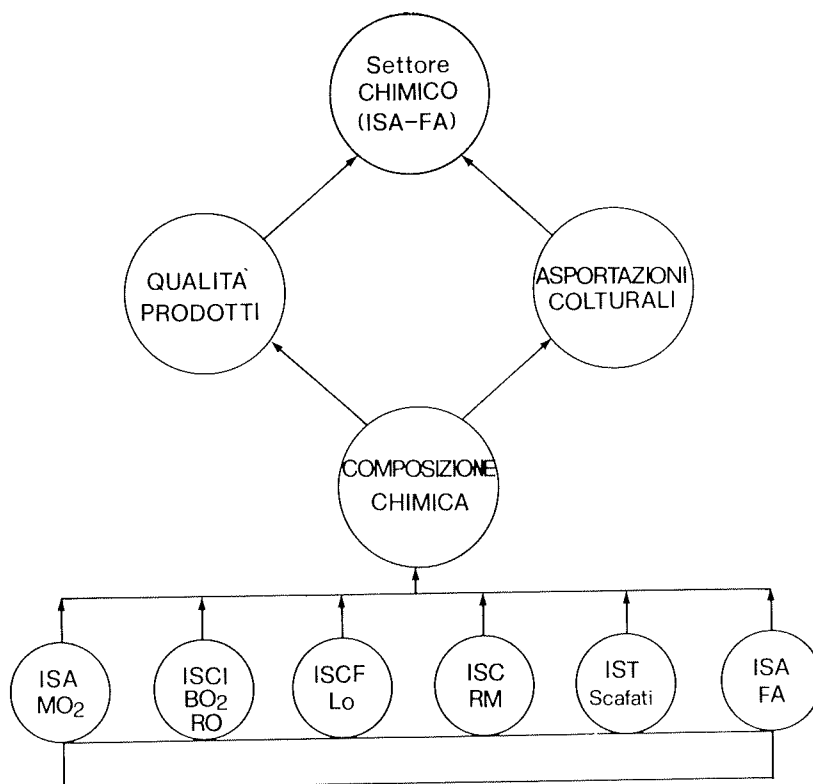 Settore
CHIMICO
(ISA-FA)
QUALITÀ
PRODOTTI
ASPORTAZIONI
COLTURALI
COMPOSIZIONE
CHIMICA
ISA
MO₂
ISCI
BO₂
RO
ISCF
Lo
ISC
RM
IST
Scafati
ISA
FA